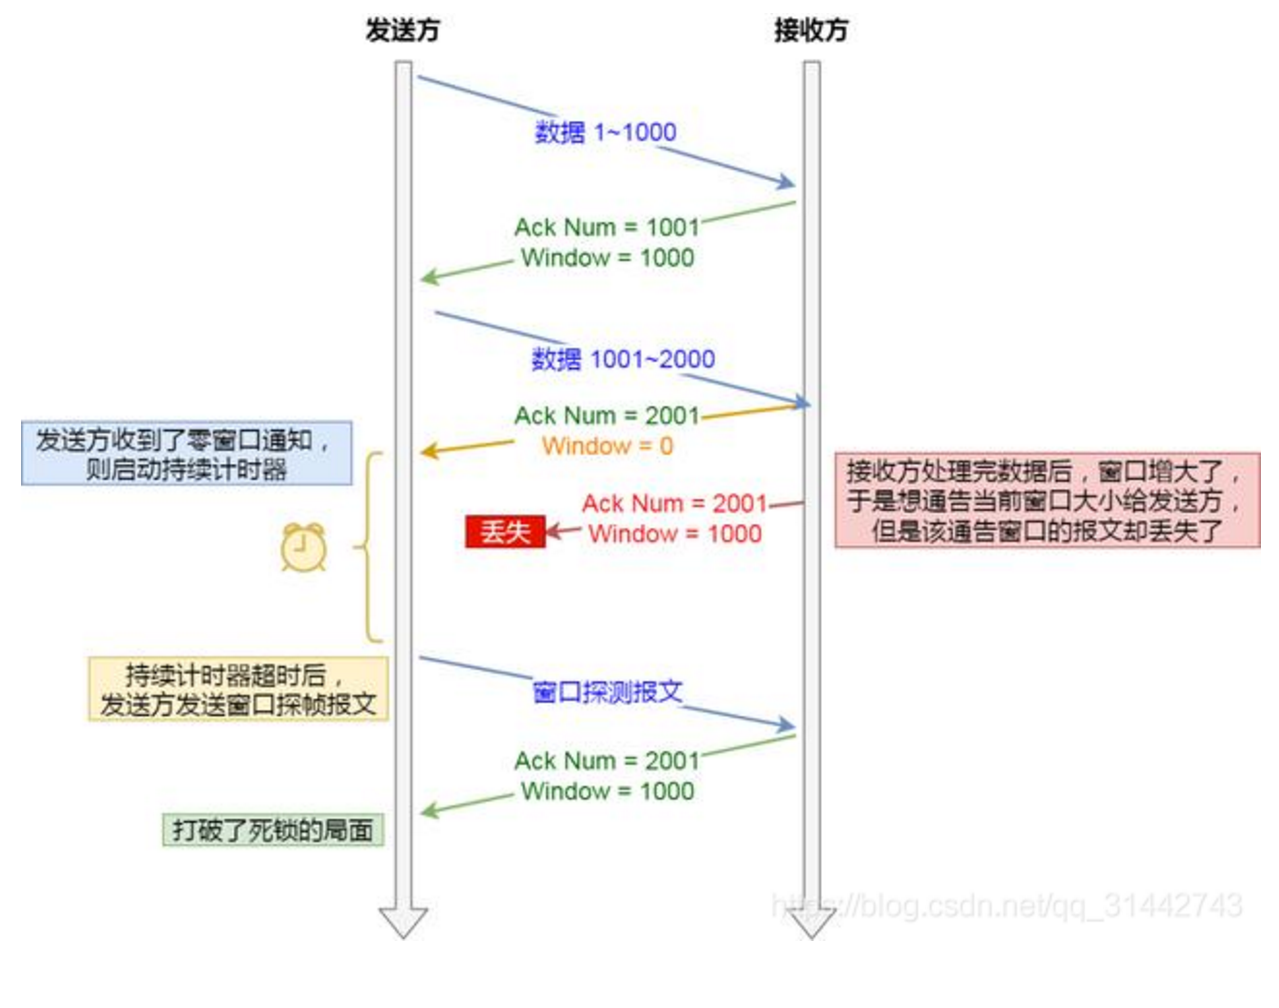 发送方
接收方
数据 1~1000
Ack Num = 1001
Window = 1000
数据 1001~2000
Ack Num = 2001
Window = 0
发送方收到了零窗口通知，
则启动持续计时器
接收方处理完数据后，窗口增大了，
于是想通告当前窗口大小给发送方，
但是该通告窗口的报文却丢失了
Ack Num = 2001
Window = 1000
丢失
持续计时器超时后，
发送方发送窗口探帧报文
窗口探测报文
Ack Num = 2001
Window = 1000
打破了死锁的局面
https://blog.csdn.net/qq_31442743